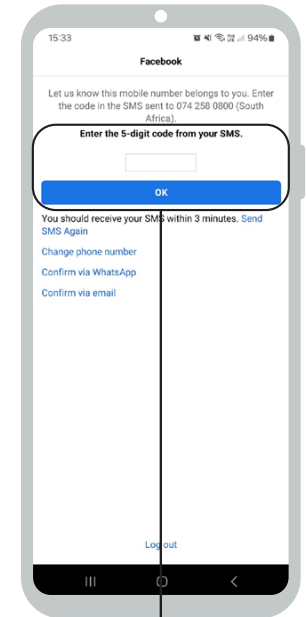 15:33 94%
Facebook
Let us know this mobile number belongs to you. Enter
the code in the SMS sent to 074 258 0800 (South
Africa).
Enter the 5-digit code from your SMS.
OK
You should receive your SMS within 3 minutes. Send
SMS Again
Change phone number
Confirm via WhatsApp
Confirm via email
Log out